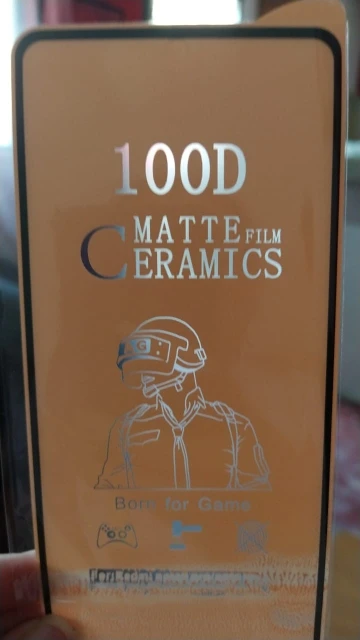 100D
MATTE FILM
CERAMICS
Born for Game